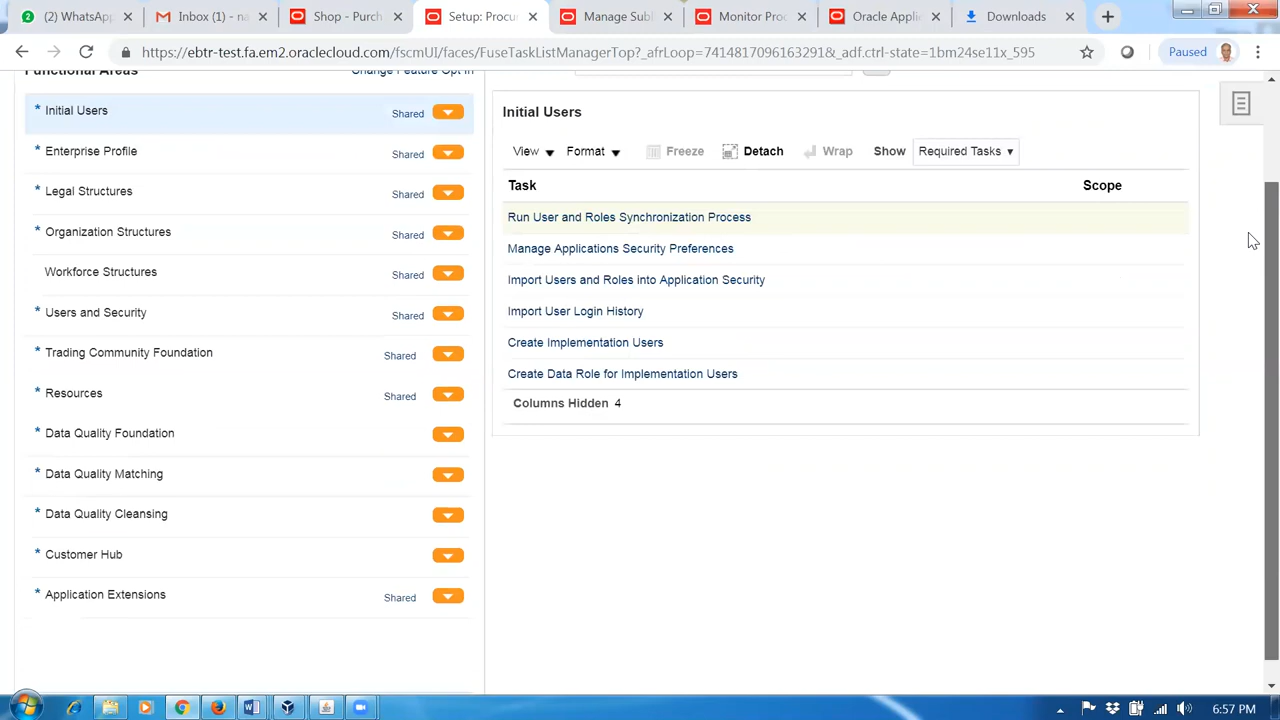 2
(2) WhatsApp
Inbox (1) - na
Shop - Purch
Setup: Procu
Manage Sub
Monitor Pro
Oracle Appl
Downloads
https://ebtr-test.fa.em2.oraclecloud.com/fscmUI/faces/FuseTaskListManagerTop?_afrLoop=7414817096163291&_adf.ctrl-state=1bm24se11x_595
Paused
Functional Areas
Change Feature Opt In
* Initial Users Shared
* Enterprise Profile Shared
* Legal Structures Shared
* Organization Structures Shared
Workforce Structures Shared
* Users and Security Shared
* Trading Community Foundation Shared
* Resources Shared
* Data Quality Foundation
* Data Quality Matching
* Data Quality Cleansing
* Customer Hub
* Application Extensions Shared
Initial Users
View Format Freeze Detach Wrap Show Required Tasks
Task Scope
Run User and Roles Synchronization Process
Manage Applications Security Preferences
Import Users and Roles into Application Security
Import User Login History
Create Implementation Users
Create Data Role for Implementation Users
Columns Hidden 4
6:57 PM